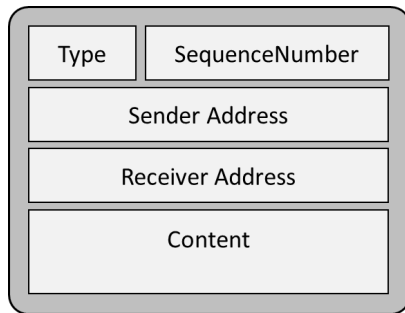 Type SequenceNumber
Sender Address
Receiver Address
Content